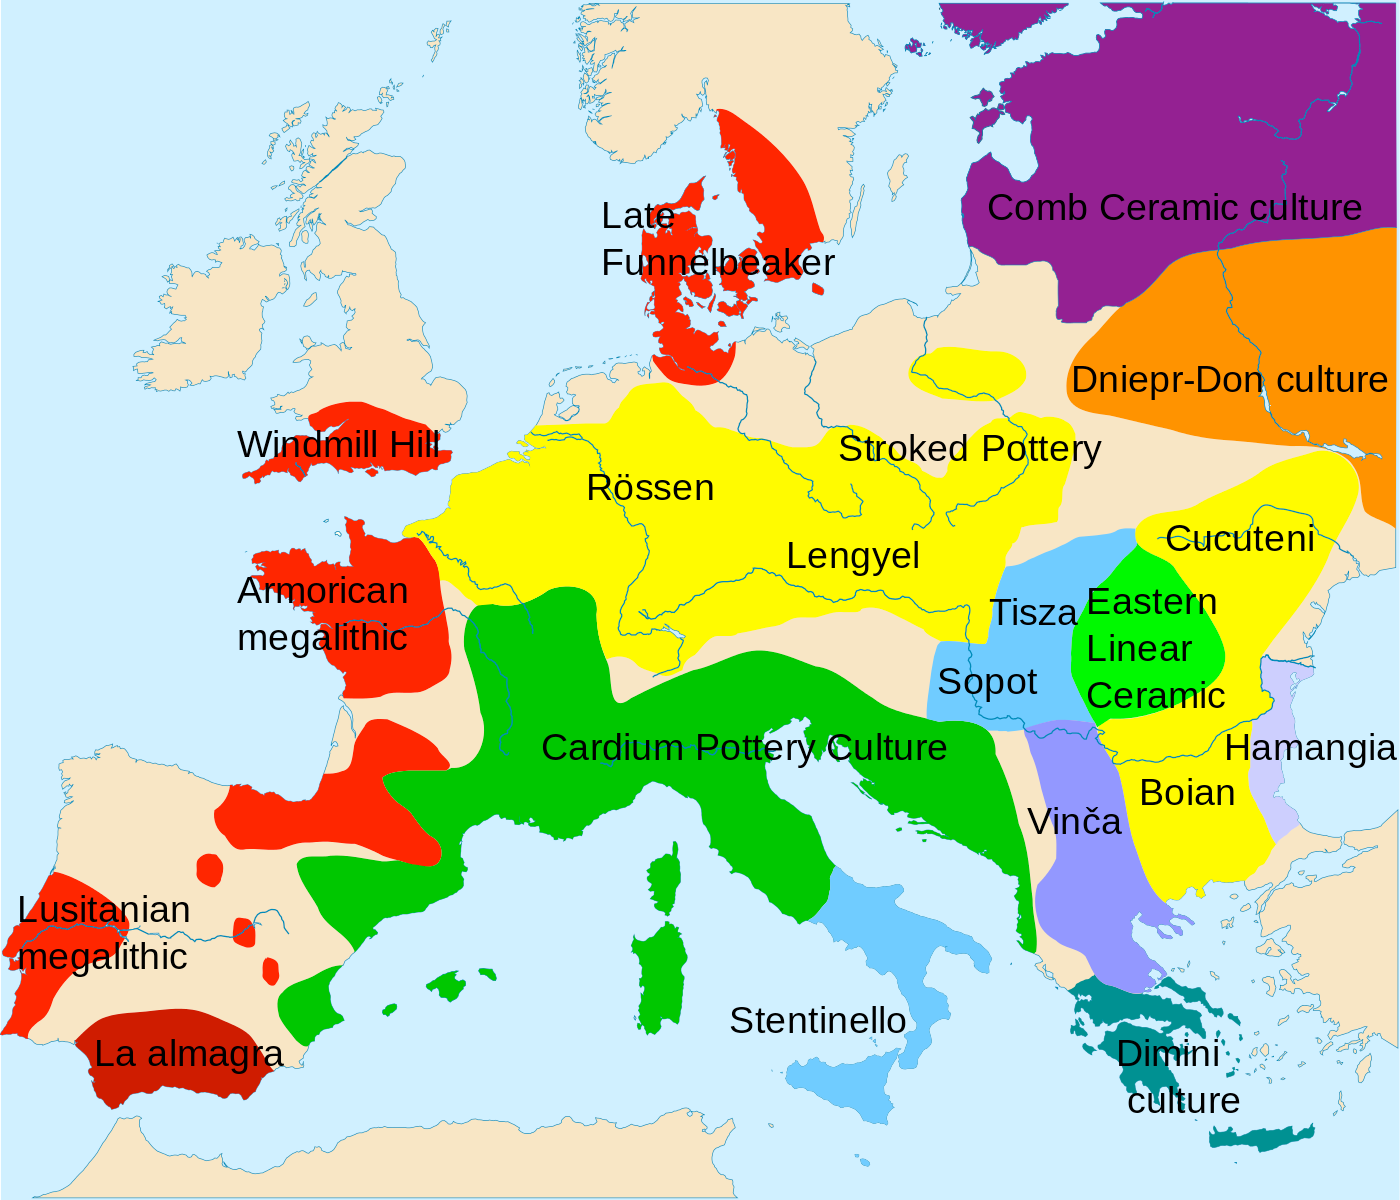 Comb Ceramic culture
Late
Funnelbeaker
Dniepr-Don culture
Windmill Hill
Stroked Pottery
Rössen
Cucuteni
Lengyel
Armorican
megalithic
Tisza
Eastern
Linear
Ceramic
Sopot
Cardium Pottery Culture
Hamangia
Boian
Vinča
Lusitanian
megalithic
Stentinello
La almagra
Dimini
culture